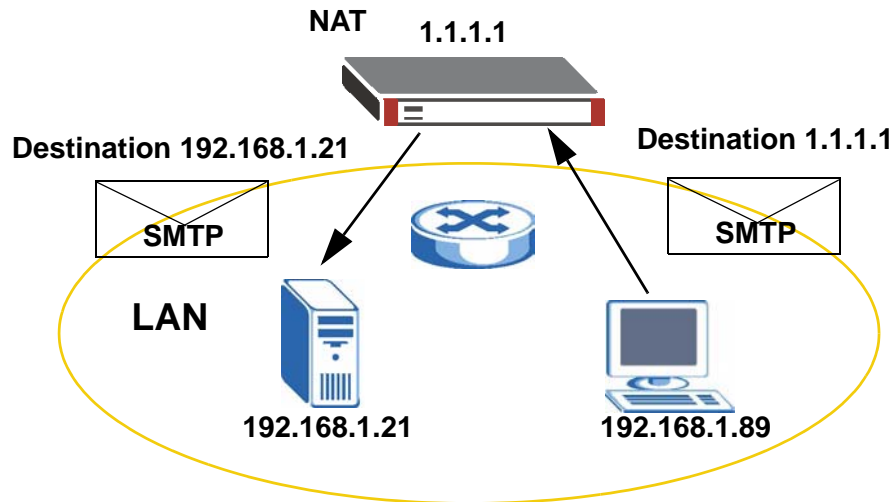 NAT
1.1.1.1
Destination 192.168.1.21
Destination 1.1.1.1
SMTP
SMTP
LAN
192.168.1.21
192.168.1.89